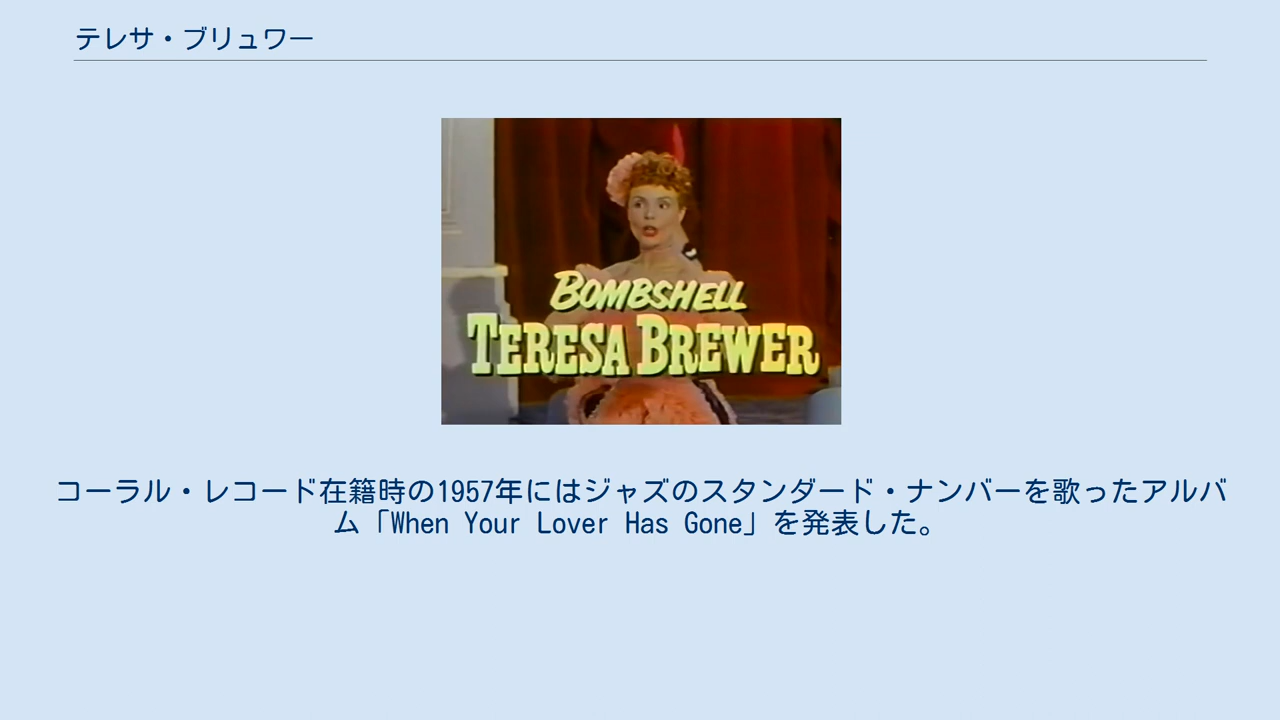 テレサ・ブリュワー
BOMBSHELL
TERESA BREWER
コーラル・レコード在籍時の1957年にはジャズのスタンダード・ナンバーを歌ったアルバ
ム「When Your Lover Has Gone」を発表した。